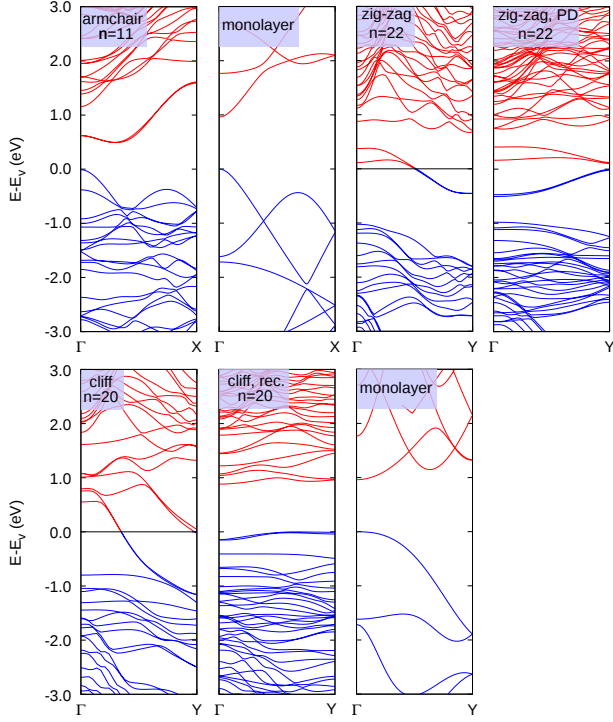 armchair
n=11
monolayer
zig-zag
n=22
zig-zag, PD
n=22
3.0
2.0
1.0
0.0
-1.0
-2.0
-3.0
E-Ev (eV)
Γ X Γ X Γ Y Γ Y
cliff
n=20
cliff, rec.
n=20
monolayer
3.0
2.0
1.0
0.0
-1.0
-2.0
-3.0
E-Ev (eV)
Γ Y Γ Y Γ Y